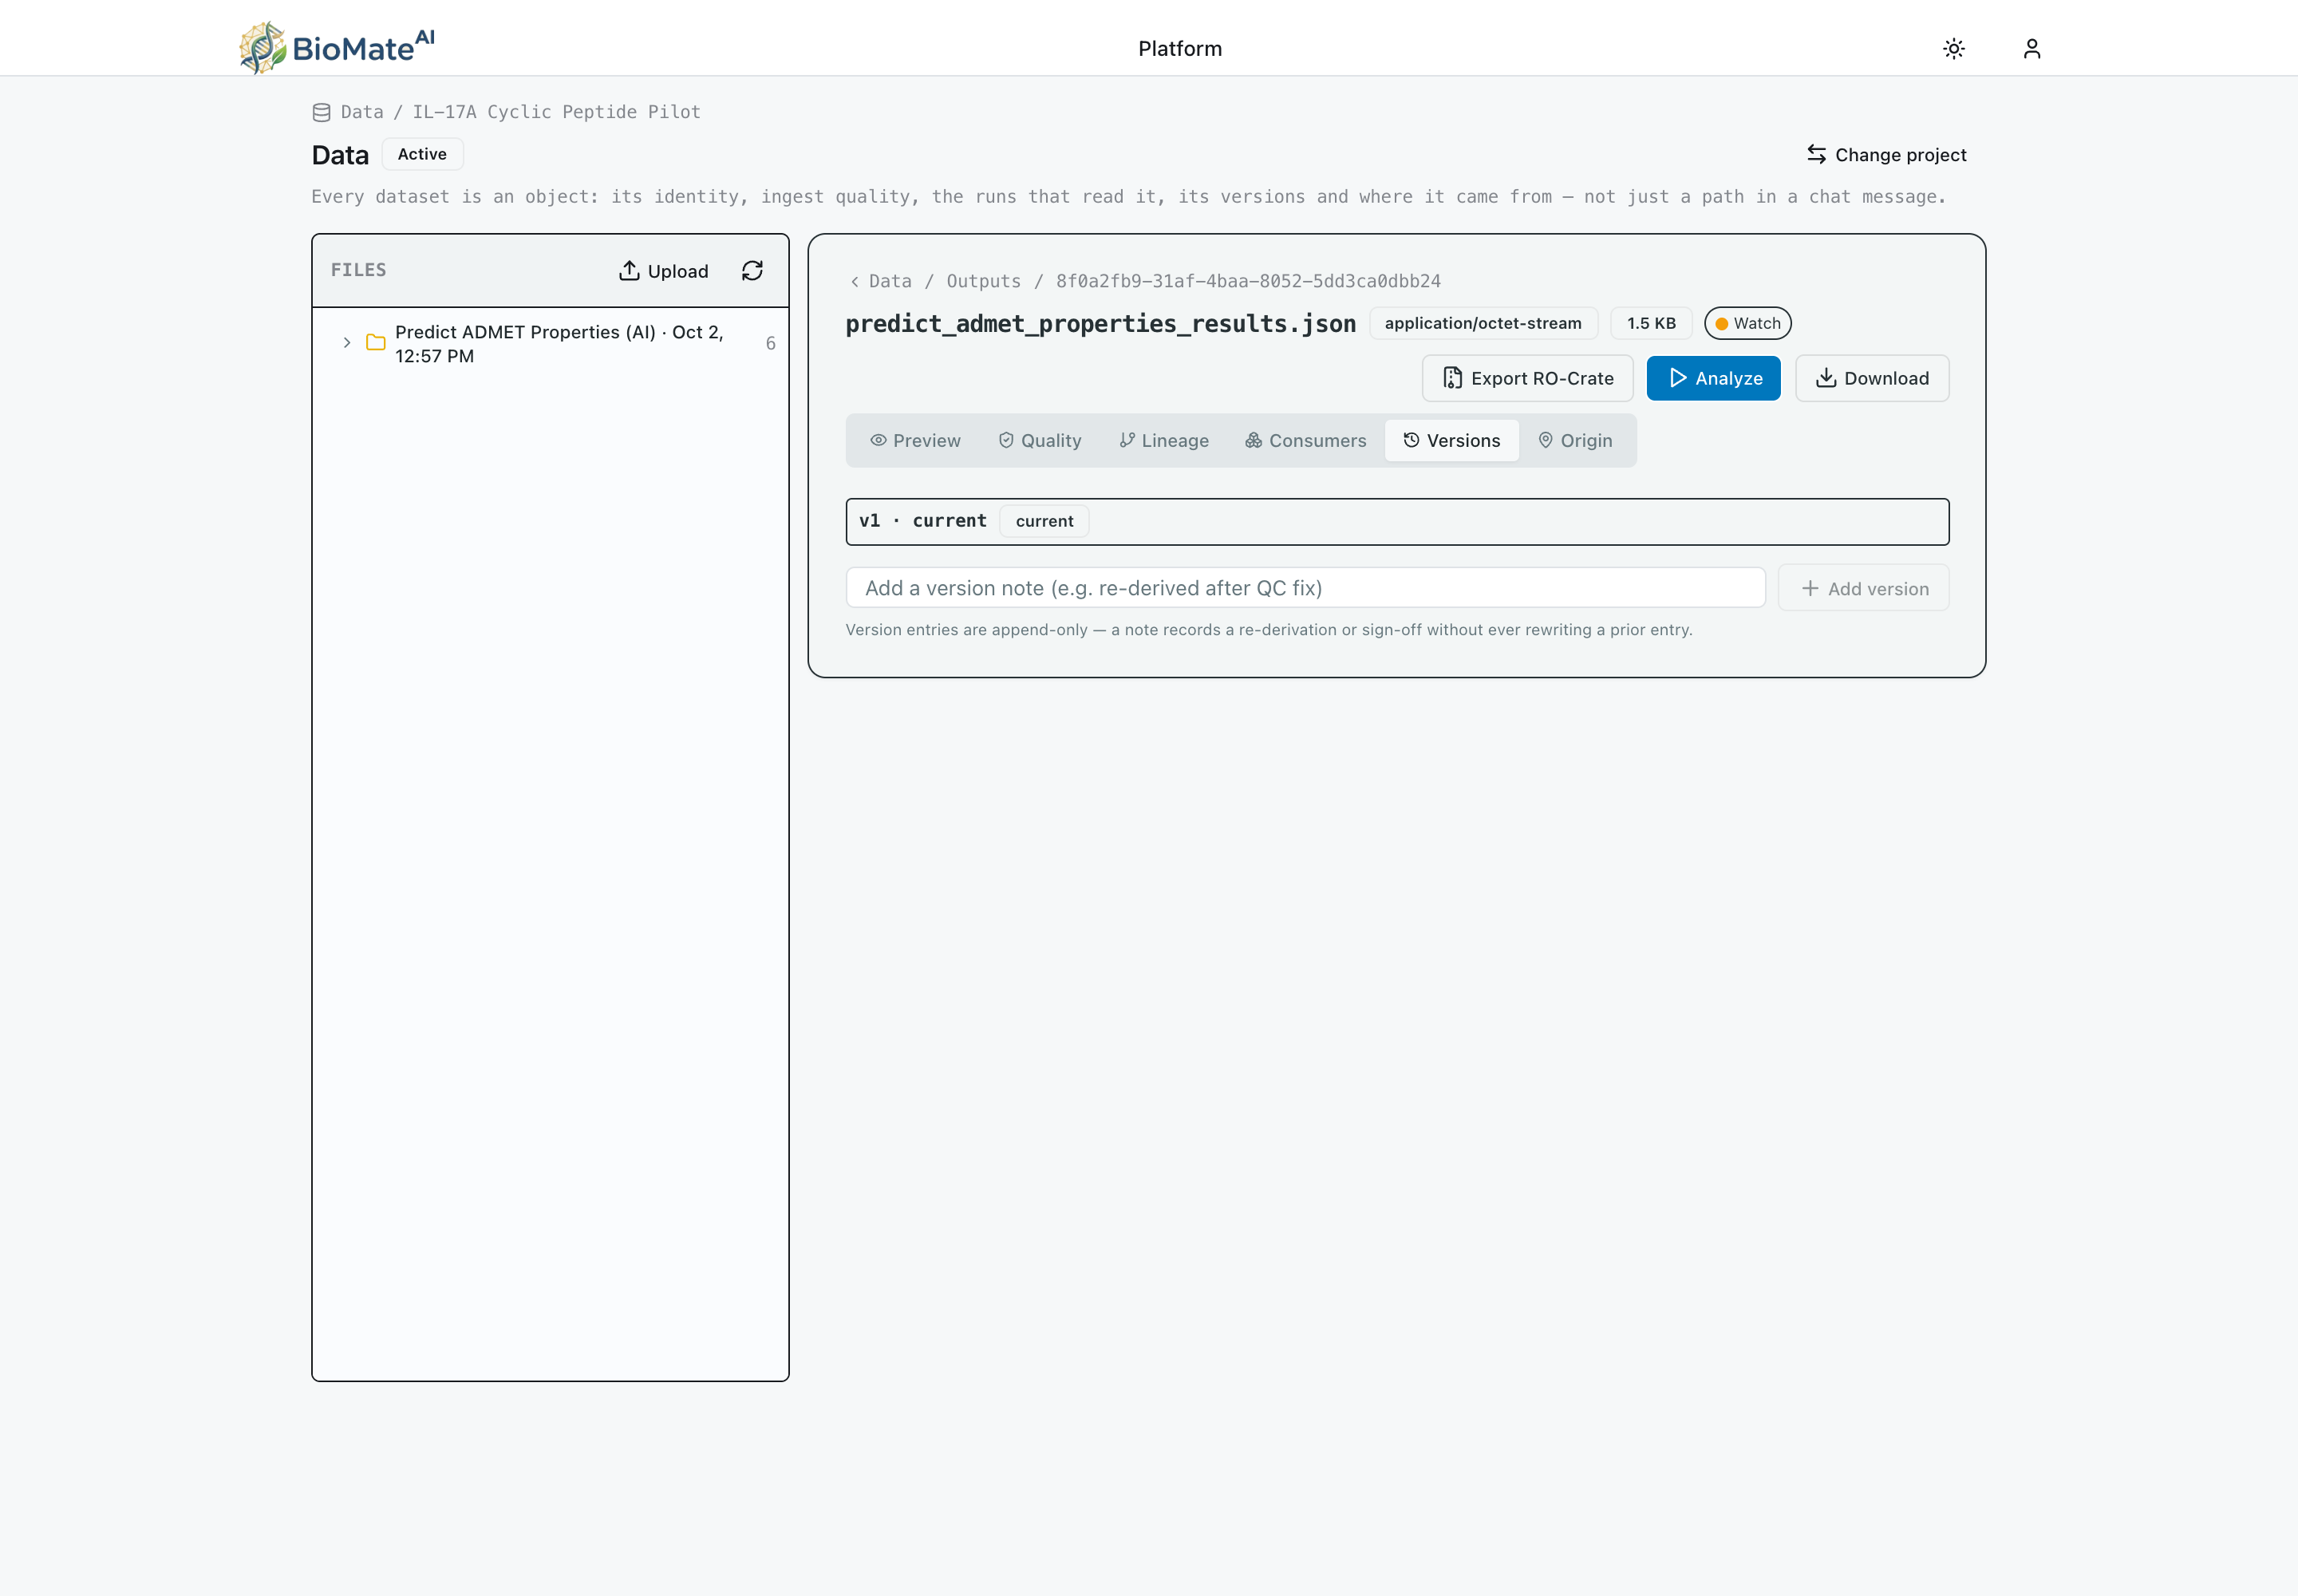 BioMate AI
Platform
Data / IL-17A Cyclic Peptide Pilot
Data Active
Change project
Every dataset is an object: its identity, ingest quality, the runs that read it, its versions and where it came from — not just a path in a chat message.
FILES
Upload
Predict ADMET Properties (AI) · Oct 2,
12:57 PM
6
Data / Outputs / 8f0a2fb9-31af-4baa-8052-5dd3ca0dbb24
predict_admet_properties_results.json application/octet-stream 1.5 KB Watch
Export RO-Crate Analyze Download
Preview Quality Lineage Consumers Versions Origin
v1 · current current
Add a version note (e.g. re-derived after QC fix) Add version
Version entries are append-only — a note records a re-derivation or sign-off without ever rewriting a prior entry.